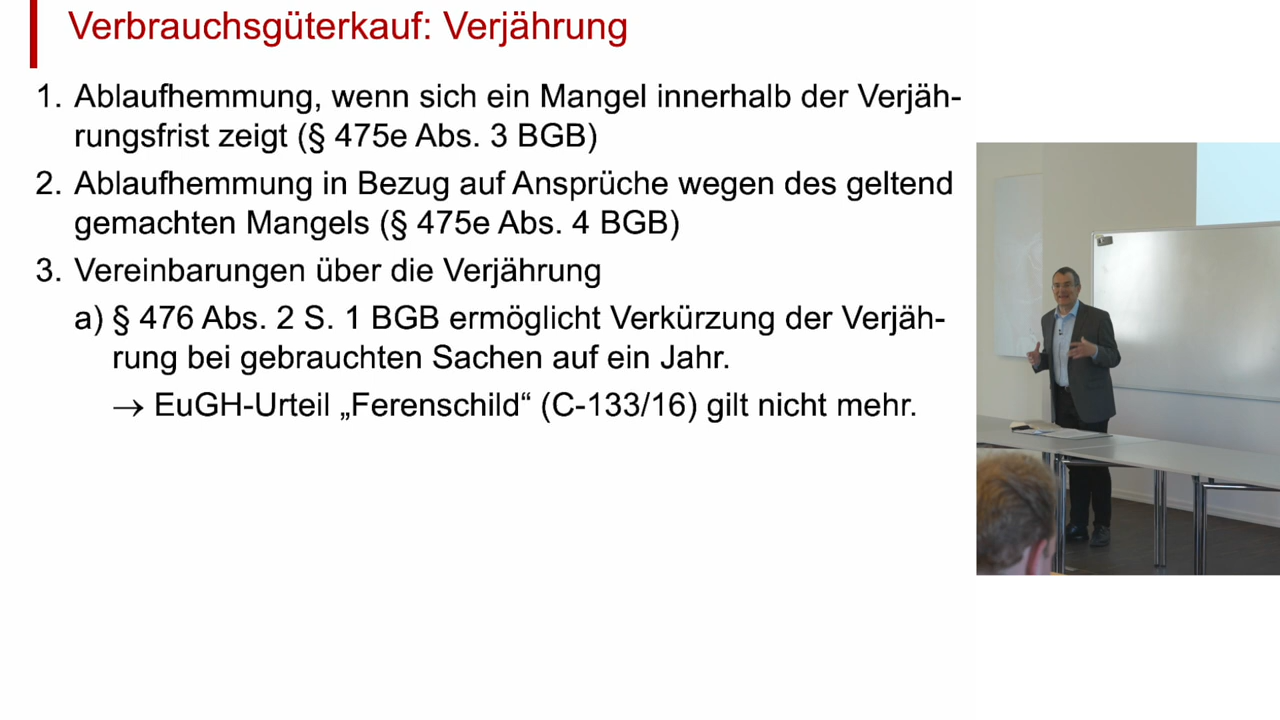 Verbrauchsgüterkauf: Verjährung
1. Ablaufhemmung, wenn sich ein Mangel innerhalb der Verjäh-
rungsfrist zeigt (§ 475e Abs. 3 BGB)
2. Ablaufhemmung in Bezug auf Ansprüche wegen des geltend
gemachten Mangels (§ 475e Abs. 4 BGB)
3. Vereinbarungen über die Verjährung
a) § 476 Abs. 2 S. 1 BGB ermöglicht Verkürzung der Verjäh-
rung bei gebrauchten Sachen auf ein Jahr.
→ EuGH-Urteil „Ferenschild“ (C-133/16) gilt nicht mehr.